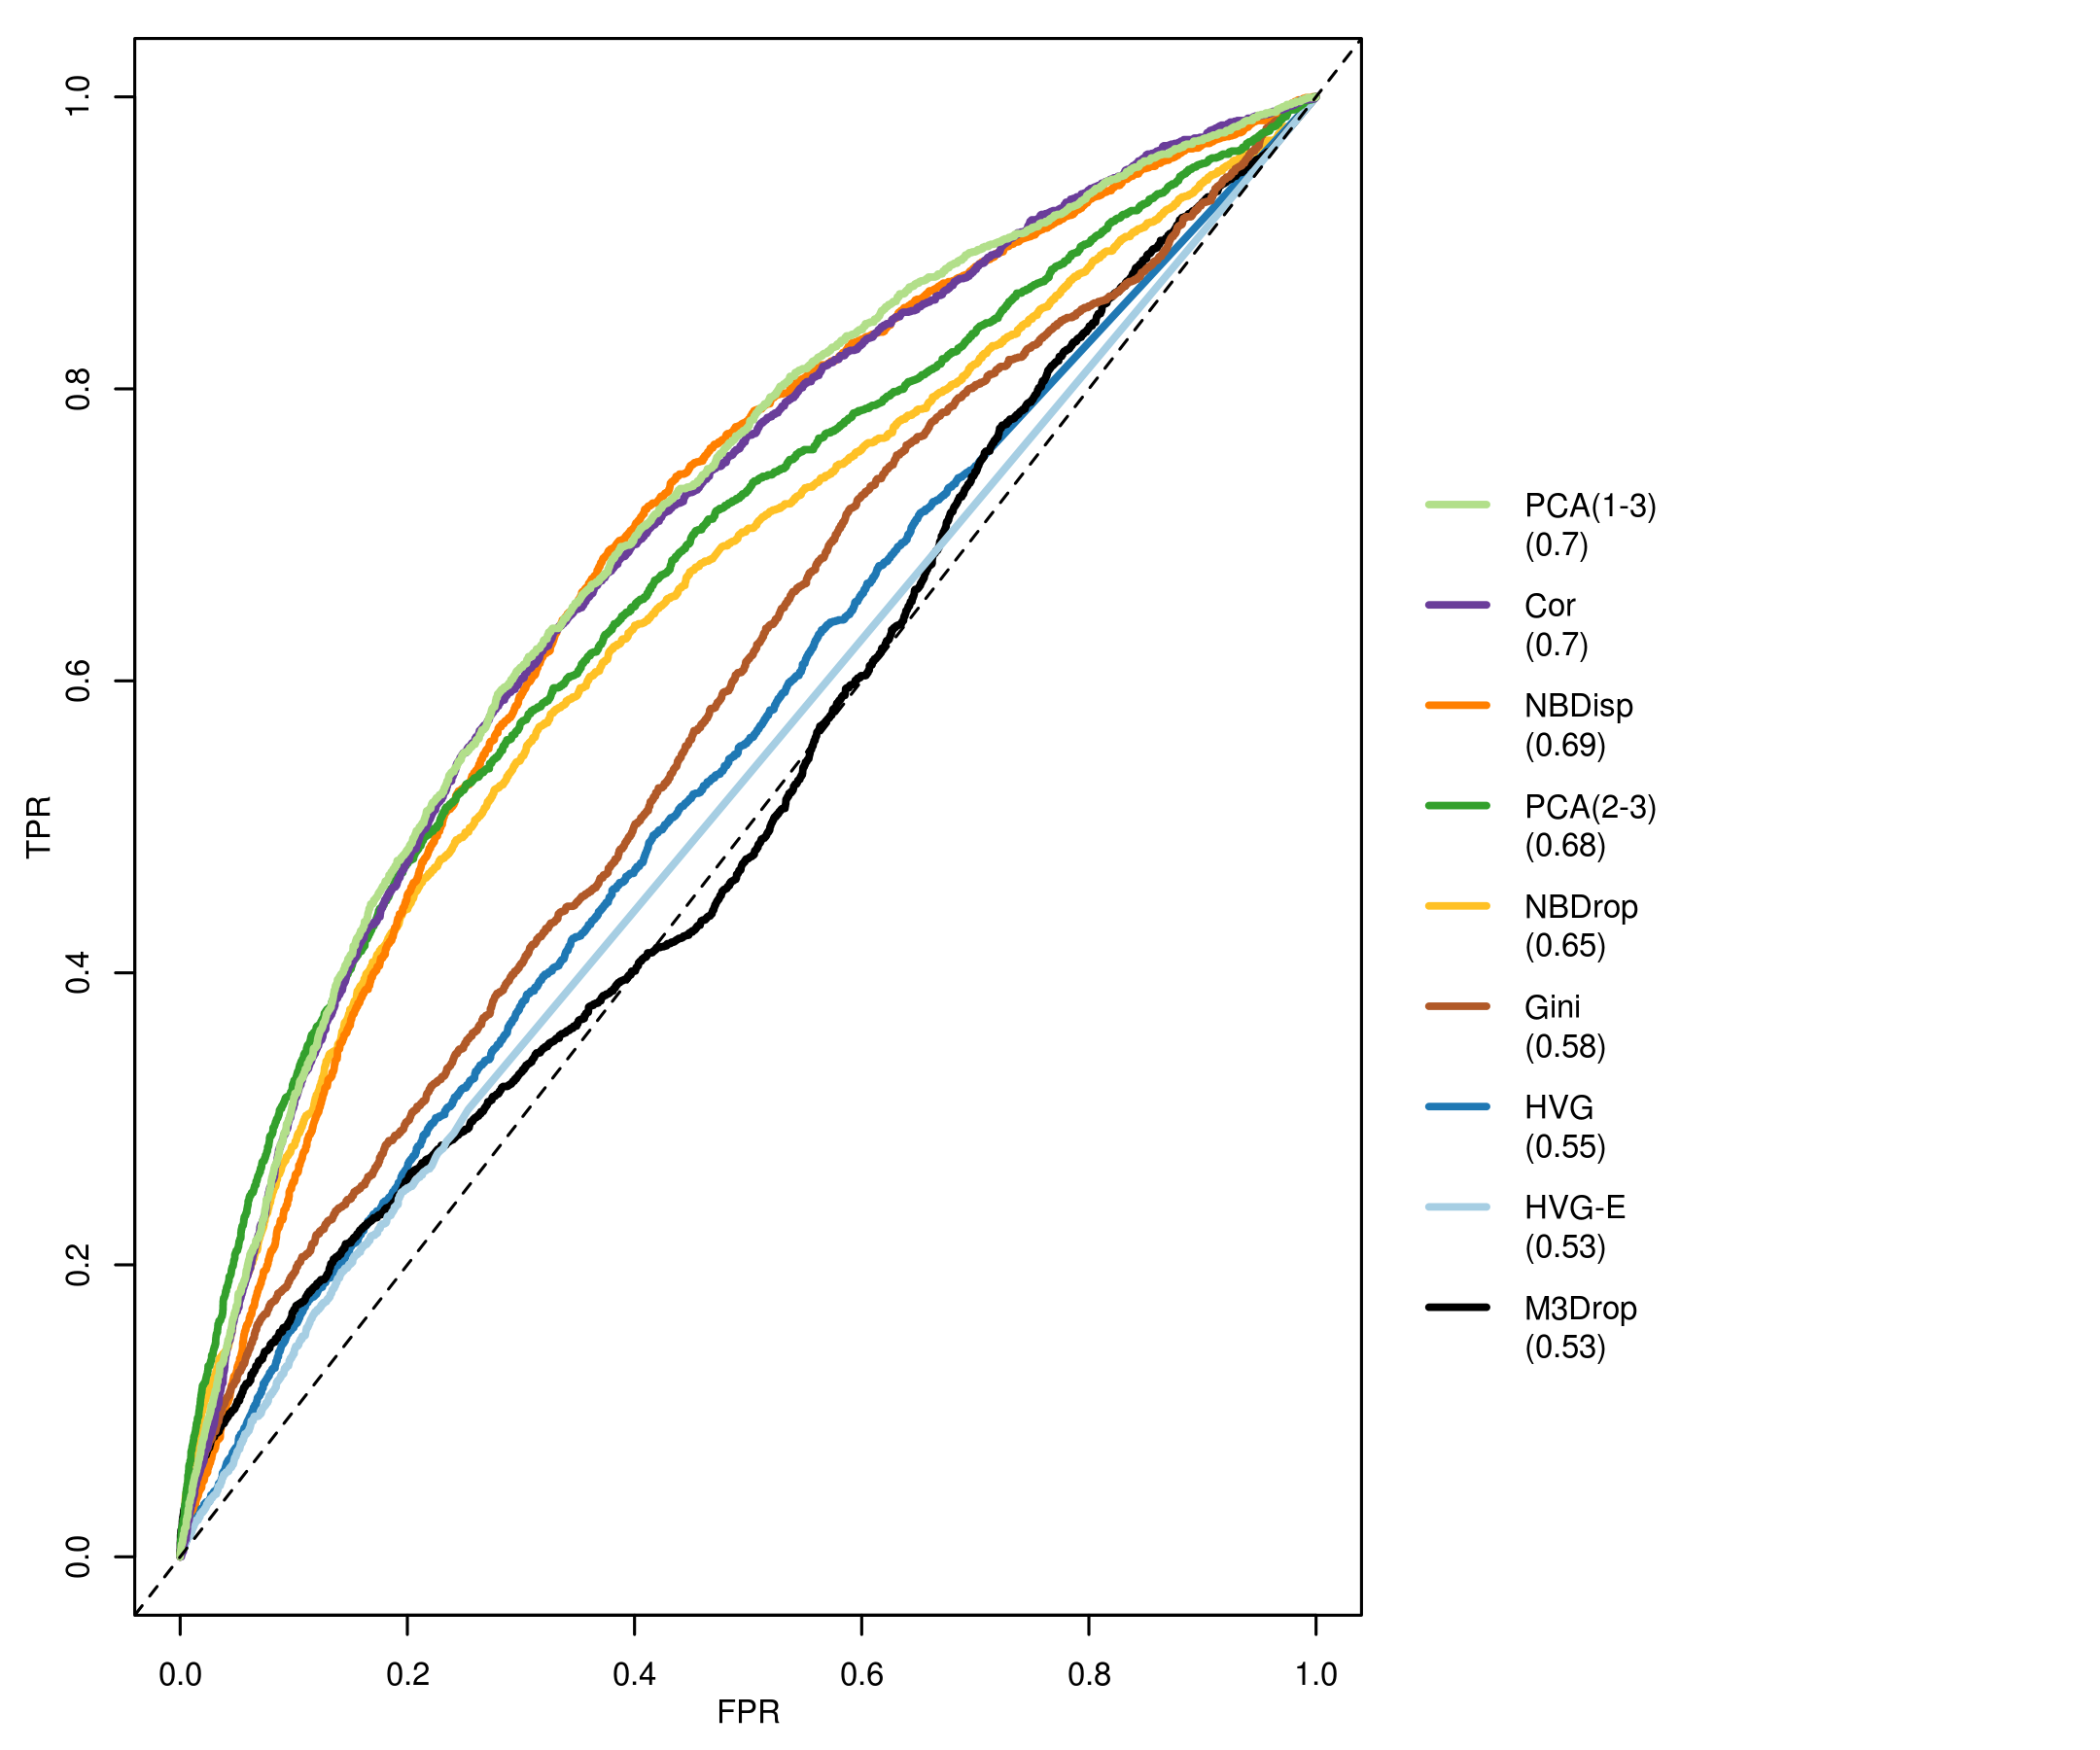 1.0
0.8
0.6
0.4
0.2
0.0
TPR
0.0 0.2 0.4 0.6 0.8 1.0
FPR
PCA(1-3)
(0.7)
Cor
(0.7)
NBDisp
(0.69)
PCA(2-3)
(0.68)
NBDrop
(0.65)
Gini
(0.58)
HVG
(0.55)
HVG-E
(0.53)
M3Drop
(0.53)